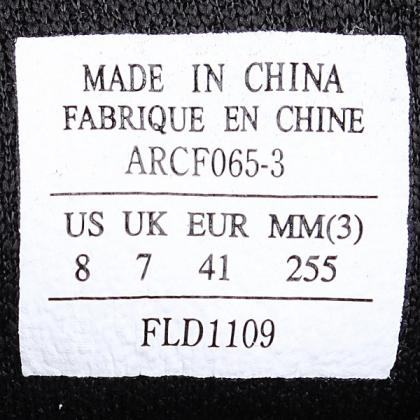 MADE IN CHINA
FABRIQUE EN CHINE
ARCF065-3
US UK EUR MM(3)
8 7 41 255
FLD1109